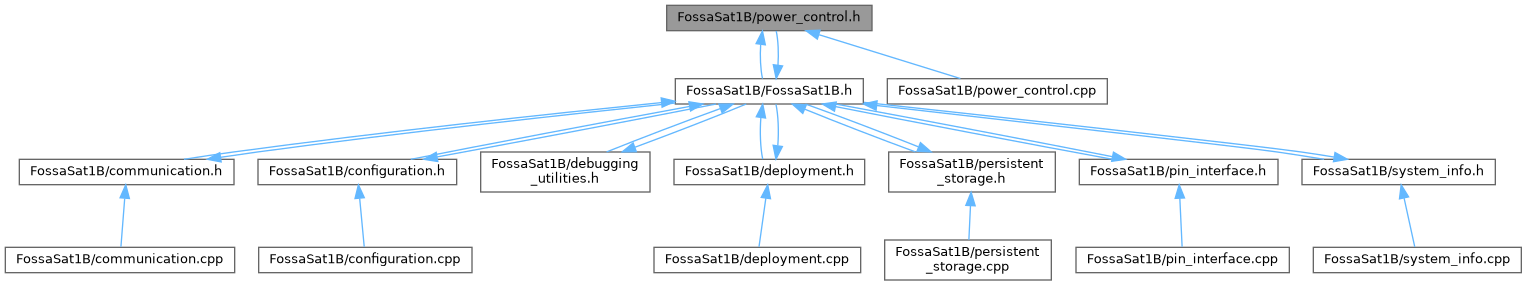 FossaSat1B/power_control.h
FossaSat1B/FossaSat1B.h
FossaSat1B/power_control.cpp
FossaSat1B/communication.h
FossaSat1B/configuration.h
FossaSat1B/debugging
_utilities.h
FossaSat1B/deployment.h
FossaSat1B/persistent
_storage.h
FossaSat1B/pin_interface.h
FossaSat1B/system_info.h
FossaSat1B/communication.cpp
FossaSat1B/configuration.cpp
FossaSat1B/deployment.cpp
FossaSat1B/persistent
_storage.cpp
FossaSat1B/pin_interface.cpp
FossaSat1B/system_info.cpp